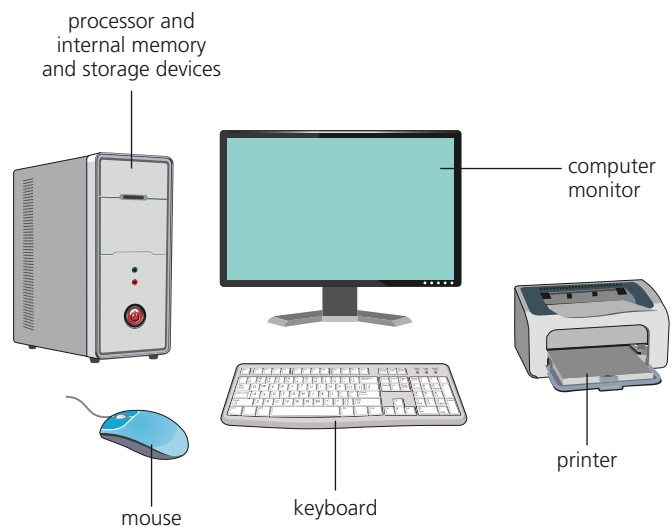 processor and
internal memory
and storage devices
computer
monitor
printer
keyboard
mouse